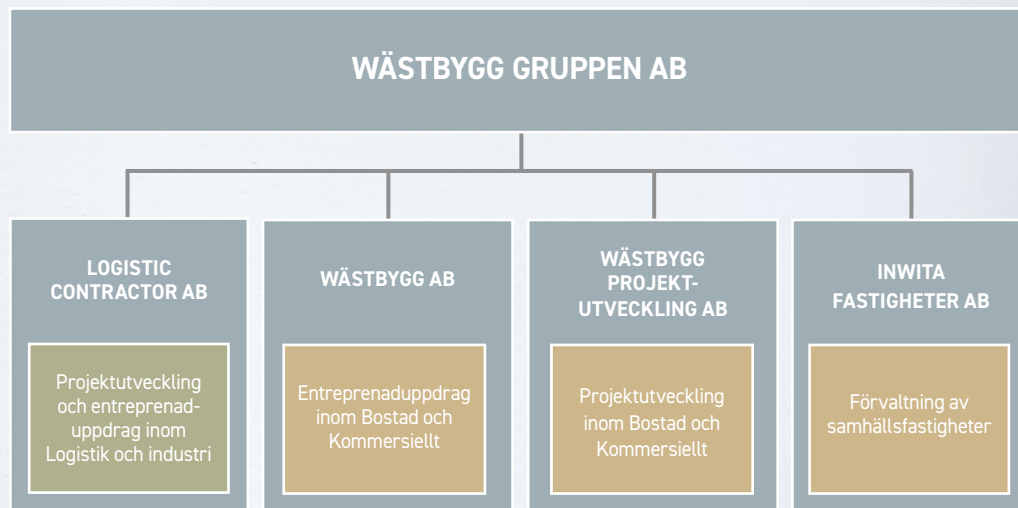 WÄSTBYGG GRUPPEN AB
LOGISTIC
CONTRACTOR AB
Projektutveckling
och entreprenad-
uppdrag inom
Logistik och industri
WÄSTBYGG AB
Entreprenaduppdrag
inom Bostad och
Kommersiellt
WÄSTBYGG
PROJEKT-
UTVECKLING AB
Projektutveckling
inom Bostad och
Kommersiellt
INWITA
FASTIGHETER AB
Förvaltning av
samhällsfastigheter